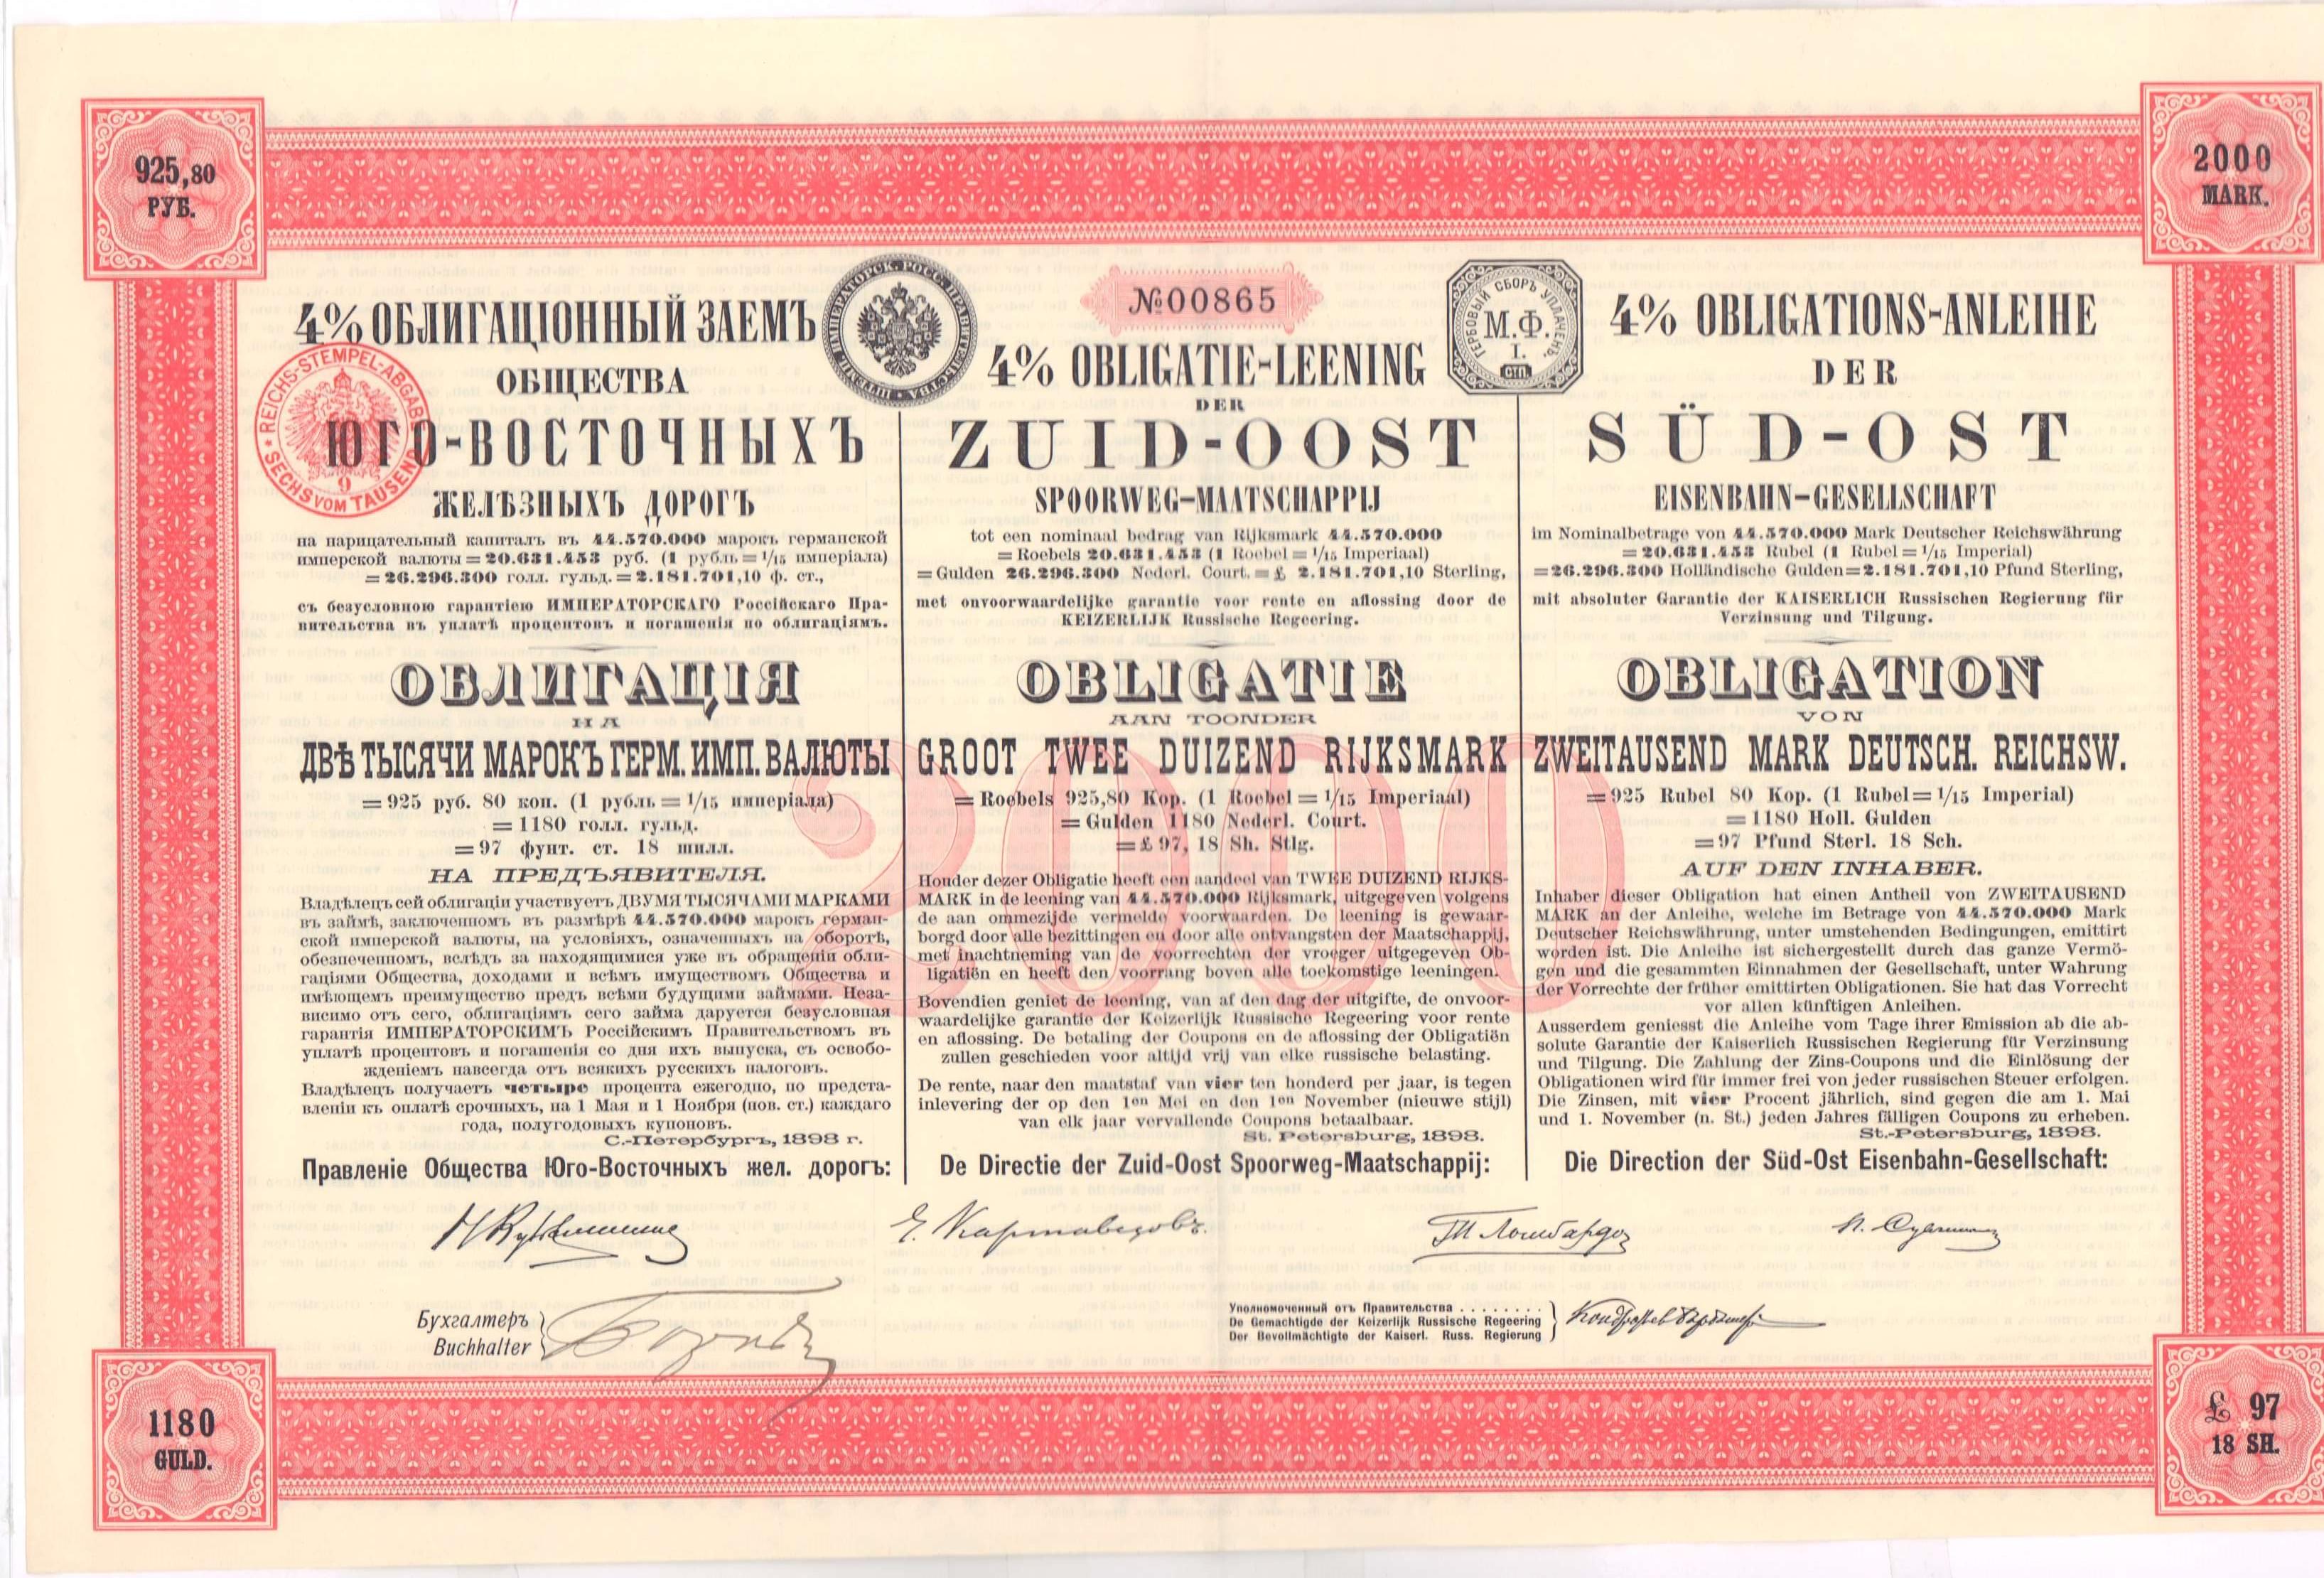 925,80
РУБ.
2000
MARK.
4% ОБЛИГАЦІОННЫЙ ЗАЕМЪ
ОБЩЕСТВА
ЮГО-ВОСТОЧНЫХЪ
ЖЕЛѢЗНЫХЪ ДОРОГЪ
на нарицательный капиталъ въ 44.570.000 марокъ германской
имперской валюты = 20.631.453 руб. (1 рубль = 1/15 имперіала)
= 26.296.300 голл. гульд. = 2.181.701,10 ф. ст.,
съ безусловною гарантіею ИМПЕРАТОРСКАГО Россійскаго Пра-
вительства въ уплатѣ процентовъ и погашенія по облигаціямъ.
ОБЛИГАЦІЯ
НА
ДВѢ ТЫСЯЧИ МАРОКЪ ГЕРМ. ИМП. ВАЛЮТЫ
= 925 руб. 80 коп. (1 рубль = 1/15 имперіала)
= 1180 голл. гульд.
= 97 фунт. ст. 18 шилл.
НА ПРЕДЪЯВИТЕЛЯ.
Владѣлецъ сей облигаціи участвуетъ ДВУМЯ ТЫСЯЧАМИ МАРКАМИ
въ займѣ, заключенномъ въ размѣрѣ 44.570.000 марокъ герман-
ской имперской валюты, на условіяхъ, означенныхъ на оборотѣ,
обезпеченномъ, вслѣдъ за находящимися уже въ обращеніи обли-
гаціями Общества, доходами и всѣмъ имуществомъ Общества и
имѣющемъ преимущество предъ всѣми будущими займами. Неза-
висимо отъ сего, облигаціямъ сего займа даруется безусловная
гарантія ИМПЕРАТОРСКИМЪ Россійскимъ Правительствомъ въ
уплатѣ процентовъ и погашенія со дня ихъ выпуска, съ освобо-
жденіемъ навсегда отъ всякихъ русскихъ налоговъ.
Владѣлецъ получаетъ четыре процента ежегодно, по предста-
вленіи къ оплатѣ срочныхъ, на 1 Мая и 1 Ноября (нов. ст.) каждаго
года, полугодовыхъ купоновъ.
С.-Петербургъ, 1898 г.
Правленіе Общества Юго-Восточныхъ жел. дорогъ:
№00865
4% OBLIGATIE-LEENING
DER
ZUID-OOST
SPOORWEG-MAATSCHAPPIJ
tot een nominaal bedrag van Rijksmark 44.570.000
= Roebels 20.631.453 (1 Roebel = 1/15 Imperiaal)
= Gulden 26.296.300 Nederl. Court. = £ 2.181.701,10 Sterling,
met onvoorwaardelijke garantie voor rente en aflossing door de
KEIZERLIJK Russische Regeering.
OBLIGATIE
AAN TOONDER
GROOT TWEE DUIZEND RIJKSMARK
= Roebels 925,80 Kop. (1 Roebel = 1/15 Imperiaal)
= Gulden 1180 Nederl. Court.
= £ 97, 18 Sh. Stlg.
Houder dezer Obligatie heeft een aandeel van TWEE DUIZEND RIJKS-
MARK in de leening van 44.570.000 Rijksmark, uitgegeven volgens
de aan ommezijde vermelde voorwaarden. De leening is gewaar-
borgd door alle bezittingen en door alle ontvangsten der Maatschappij,
met inachtneming van de voorrechten der vroeger uitgegeven Ob-
ligatiën en heeft den voorrang boven alle toekomstige leeningen.
Bovendien geniet de leening, van af den dag der uitgifte, de onvoor-
waardelijke garantie der Keizerlijk Russische Regeering voor rente
en aflossing. De betaling der Coupons en de aflossing der Obligatiën
zullen geschieden voor altijd vrij van elke russische belasting.
De rente, naar den maatstaf van vier ten honderd per jaar, is tegen
inlevering der op den 1en Mei en den 1en November (nieuwe stijl)
van elk jaar vervallende Coupons betaalbaar.
St. Petersburg, 1898.
De Directie der Zuid-Oost Spoorweg-Maatschappij:
4% OBLIGATIONS-ANLEIHE
DER
SÜD-OST
EISENBAHN-GESELLSCHAFT
im Nominalbetrage von 44.570.000 Mark Deutscher Reichswährung
= 20.631.453 Rubel (1 Rubel = 1/15 Imperial)
= 26.296.300 Holländische Gulden = 2.181.701,10 Pfund Sterling,
mit absoluter Garantie der KAISERLICH Russischen Regierung für
Verzinsung und Tilgung.
OBLIGATION
VON
ZWEITAUSEND MARK DEUTSCH. REICHSW.
= 925 Rubel 80 Kop. (1 Rubel = 1/15 Imperial)
= 1180 Holl. Gulden
= 97 Pfund Sterl. 18 Sch.
AUF DEN INHABER.
Inhaber dieser Obligation hat einen Antheil von ZWEITAUSEND
MARK an der Anleihe, welche im Betrage von 44.570.000 Mark
Deutscher Reichswährung, unter umstehenden Bedingungen, emittirt
worden ist. Die Anleihe ist sichergestellt durch das ganze Vermö-
gen und die gesammten Einnahmen der Gesellschaft, unter Wahrung
der Vorrechte der früher emittirten Obligationen. Sie hat das Vorrecht
vor allen künftigen Anleihen.
Ausserdem geniesst die Anleihe vom Tage ihrer Emission ab die ab-
solute Garantie der Kaiserlich Russischen Regierung für Verzinsung
und Tilgung. Die Zahlung der Zins-Coupons und die Einlösung der
Obligationen wird für immer frei von jeder russischen Steuer erfolgen.
Die Zinsen, mit vier Procent jährlich, sind gegen die am 1. Mai
und 1. November (n. St.) jeden Jahres fälligen Coupons zu erheben.
St.-Petersburg, 1898.
Die Direction der Süd-Ost Eisenbahn-Gesellschaft:
2000
REICHS-STEMPEL-ABGABE
SECHS VOM TAUSEND
9
ГЕРБОВЫЙ СБОРЪ УПЛАЧЕНЪ.
М.Ф.
I.
СТП.
Бухгалтеръ
Buchhalter
Уполномоченный отъ Правительства . . . . . . . .
De Gemachtigde der Keizerlijk Russische Regeering
Der Bevollmächtigte der Kaiserl. Russ. Regierung
1180
GULD.
£ 97
18 SH.